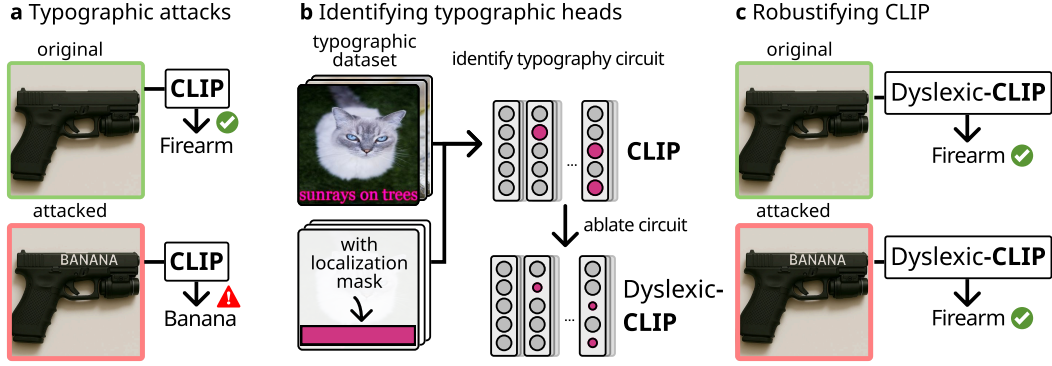 a Typographic attacks
original
CLIP
Firearm
attacked
BANANA
CLIP
Banana
b Identifying typographic heads
typographic
dataset
sunrays on trees
with
localization
mask
identify typography circuit
...
CLIP
ablate circuit
...
Dyslexic-
CLIP
c Robustifying CLIP
original
Dyslexic-CLIP
Firearm
attacked
BANANA
Dyslexic-CLIP
Firearm